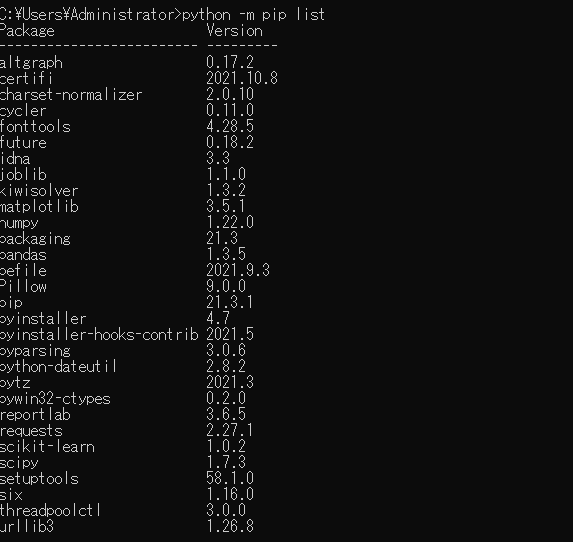 C:¥Users¥Administrator>python -m pip list
Package Version
------------------------- ---------
altgraph 0.17.2
certifi 2021.10.8
charset-normalizer 2.0.10
cycler 0.11.0
fonttools 4.28.5
future 0.18.2
idna 3.3
joblib 1.1.0
kiwisolver 1.3.2
matplotlib 3.5.1
numpy 1.22.0
packaging 21.3
pandas 1.3.5
pefile 2021.9.3
Pillow 9.0.0
pip 21.3.1
pyinstaller 4.7
pyinstaller-hooks-contrib 2021.5
pyparsing 3.0.6
python-dateutil 2.8.2
pytz 2021.3
pywin32-ctypes 0.2.0
reportlab 3.6.5
requests 2.27.1
scikit-learn 1.0.2
scipy 1.7.3
setuptools 58.1.0
six 1.16.0
threadpoolctl 3.0.0
urllib3 1.26.8